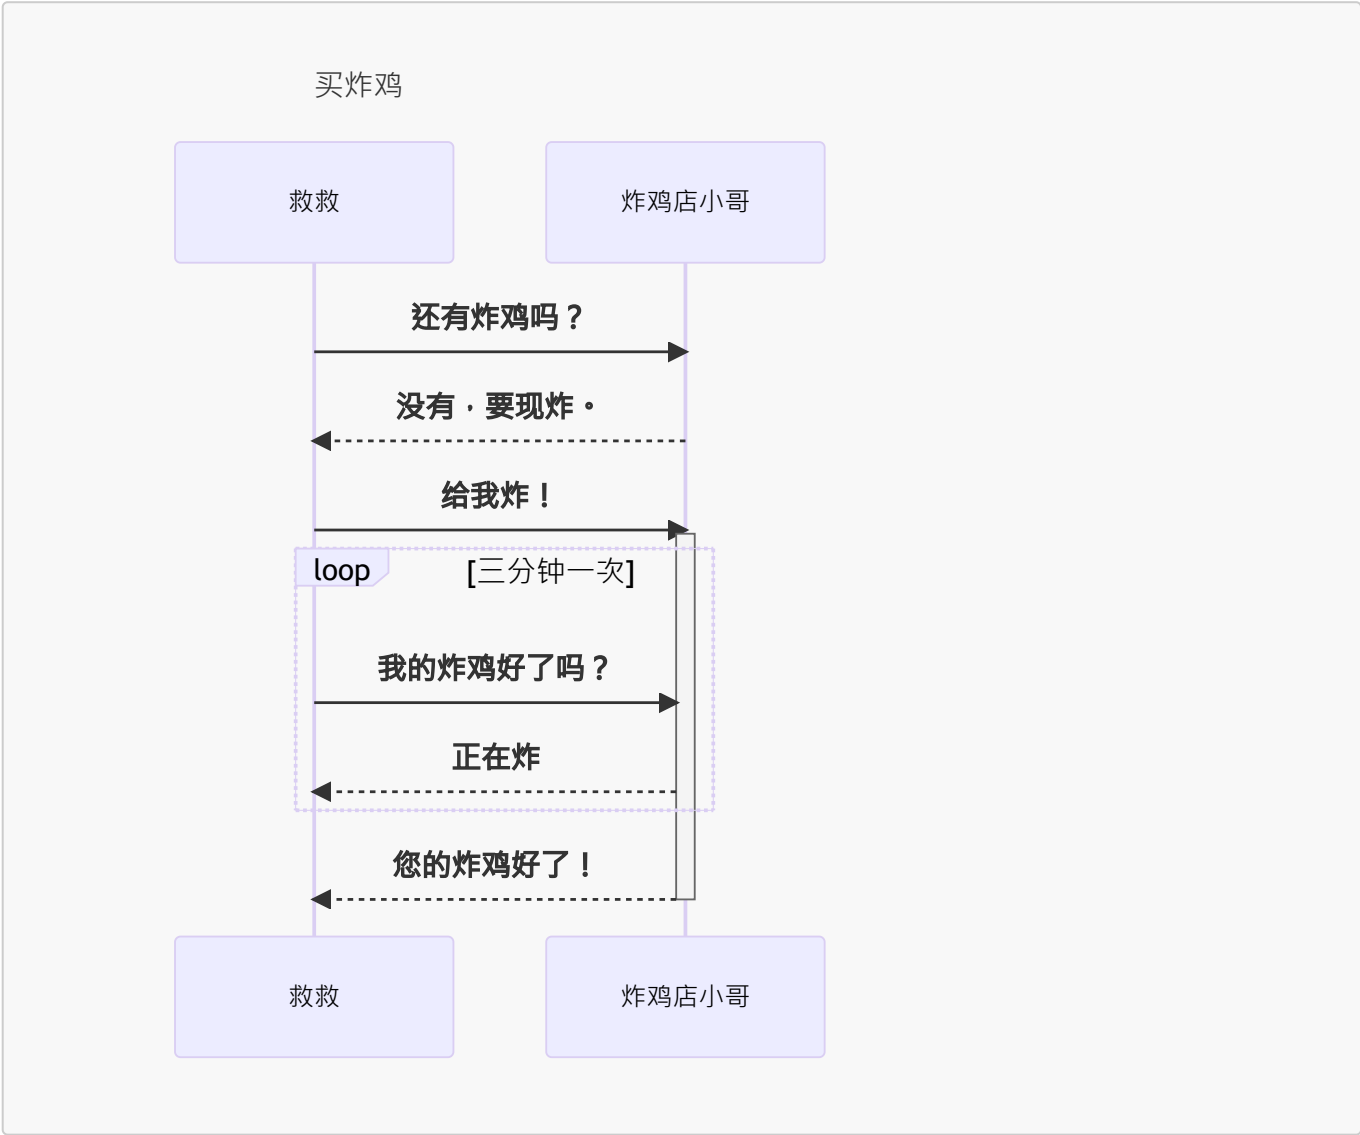 买炸鸡
救救
炸鸡店小哥
还有炸鸡吗？
没有，要现炸。
给我炸！
loop
[三分钟一次]
我的炸鸡好了吗？
正在炸
您的炸鸡好了！
救救
炸鸡店小哥